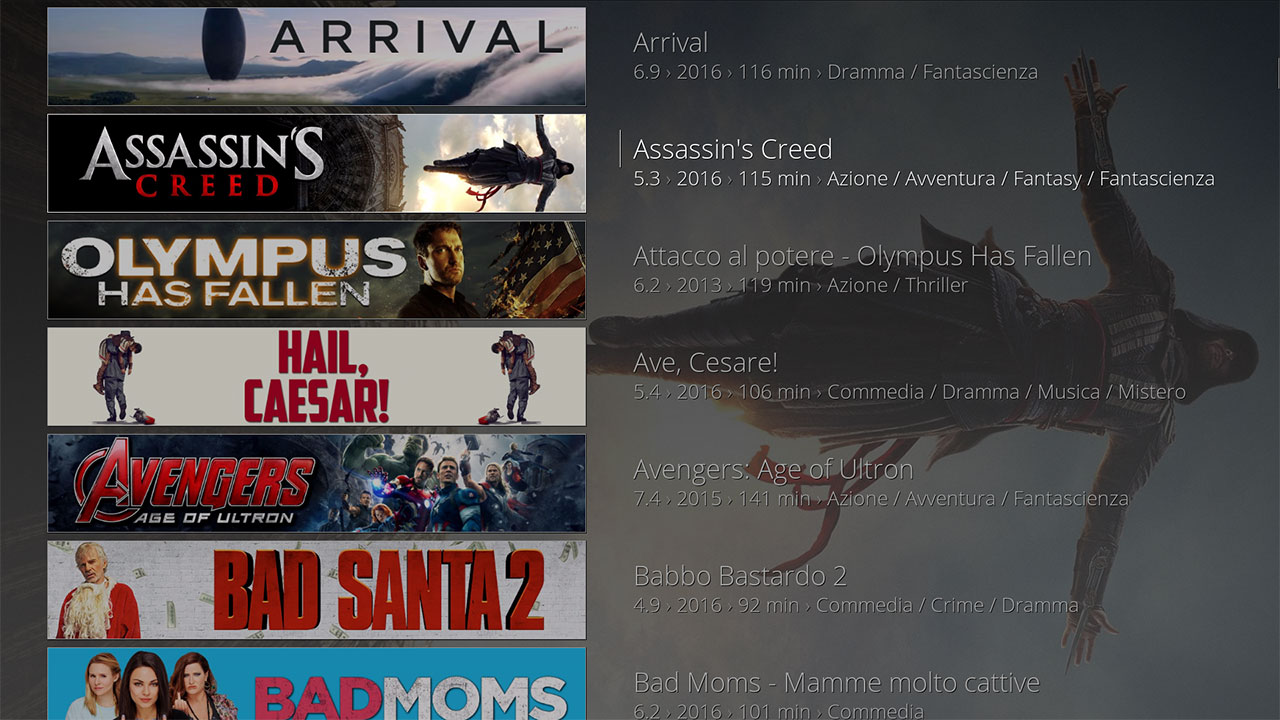 ARRIVAL
Arrival
6.9 › 2016 › 116 min › Dramma / Fantascienza
ASSASSIN'S
CREED
Assassin's Creed
5.3 › 2016 › 115 min › Azione / Avventura / Fantasy / Fantascienza
OLYMPUS
HAS FALLEN
Attacco al potere - Olympus Has Fallen
6.2 › 2013 › 119 min › Azione / Thriller
HAIL,
CAESAR!
Ave, Cesare!
5.4 › 2016 › 106 min › Commedia / Dramma / Musica / Mistero
AVENGERS
AGE OF ULTRON
Avengers: Age of Ultron
7.4 › 2015 › 141 min › Azione / Avventura / Fantascienza
BAD SANTA 2
Babbo Bastardo 2
4.9 › 2016 › 92 min › Commedia / Crime / Dramma
BADMOMS
Bad Moms - Mamme molto cattive
6.2 › 2016 › 101 min › Commedia